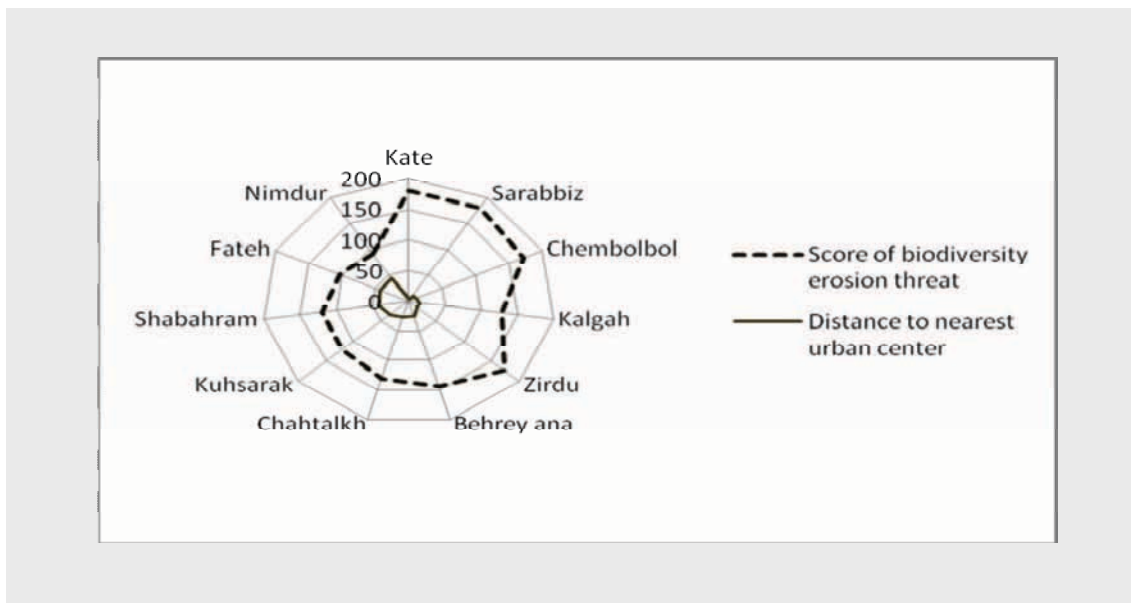 Kate
200
Nimdur
Sarabbiz
150
Fateh
100
Chembolbol
50
0
Shabahram
Kalgah
Kuhsarak
Zirdu
Chahtalkh
Behrey ana
Score of biodiversity
erosion threat
Distance to nearest
urban center